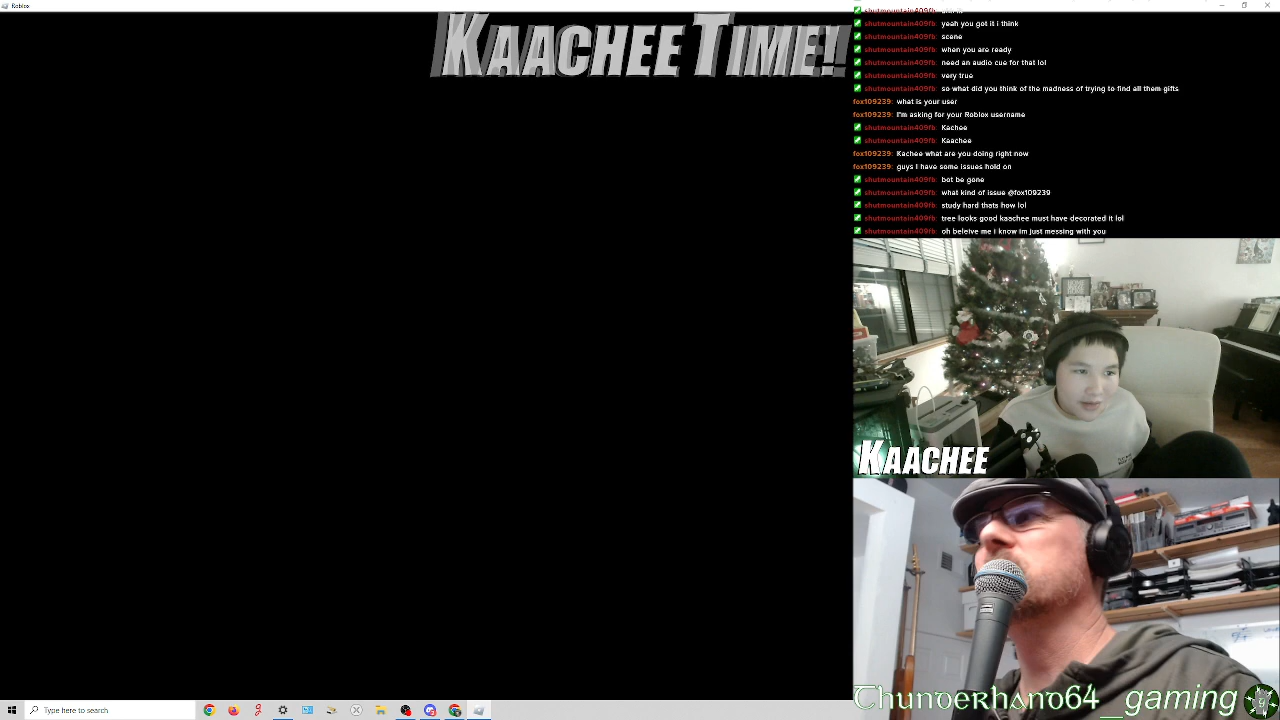 Roblox
KAACHEE TIME!
shutmountain409fb:
shutmountain409fb: yeah you got it i think
shutmountain409fb: scene
shutmountain409fb: when you are ready
shutmountain409fb: need an audio cue for that lol
shutmountain409fb: very true
shutmountain409fb: so what did you think of the madness of trying to find all them gifts
fox109239: what is your user
fox109239: I'm asking for your Roblox username
shutmountain409fb: Kachee
shutmountain409fb: Kaachee
fox109239: Kachee what are you doing right now
fox109239: guys I have some issues hold on
shutmountain409fb: bot be gone
shutmountain409fb: what kind of issue @fox109239
shutmountain409fb: study hard thats how lol
shutmountain409fb: tree looks good kaachee must have decorated it lol
shutmountain409fb: oh beleive me i know im just messing with you
KAACHEE
Thunderhand64_gaming
Type here to search